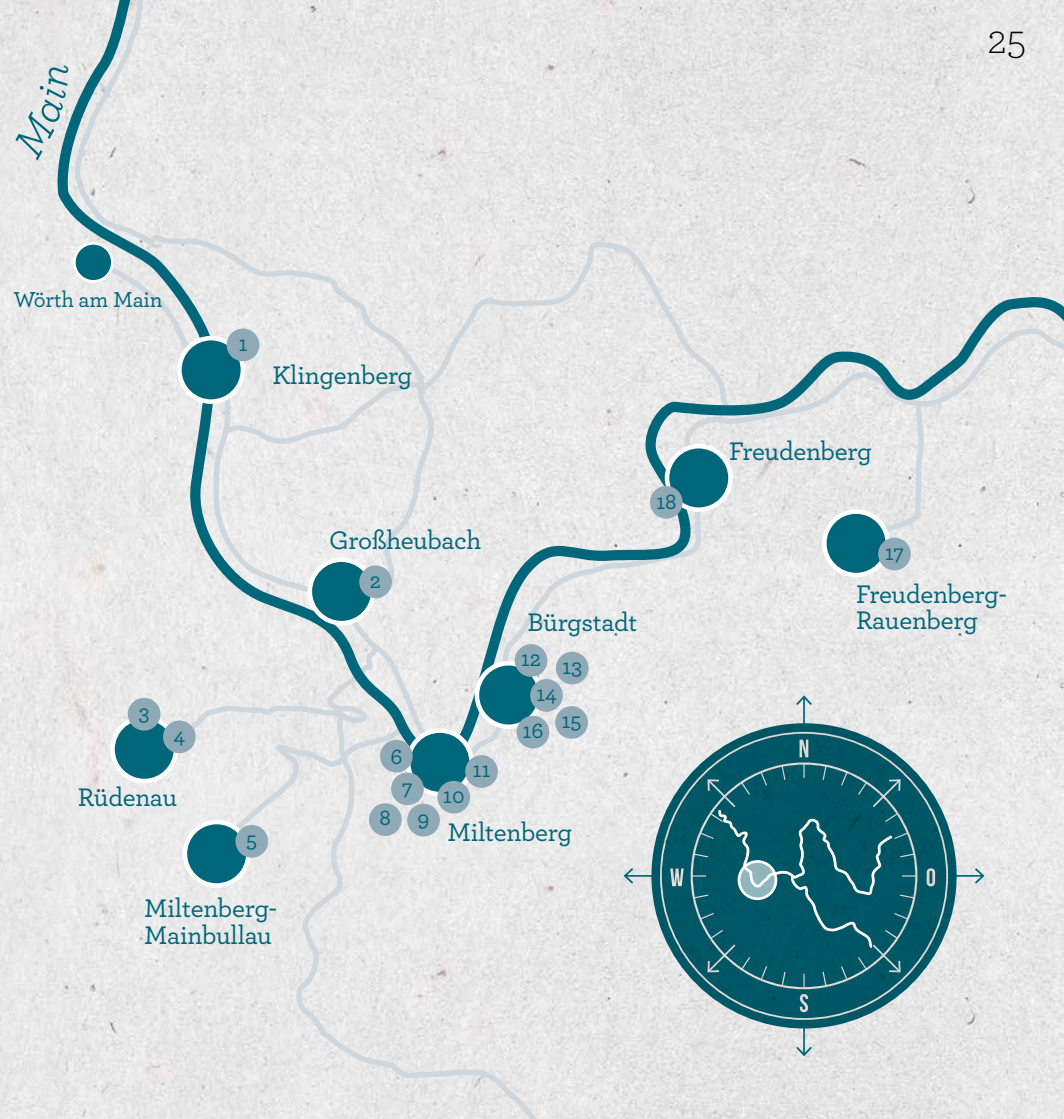 25
Main
Wörth am Main
1
Klingenberg
Freudenberg
18
Großheubach
2
17
Freudenberg-
Rauenberg
Bürgstadt
12
13
14
15
16
3
4
Rüdenau
6
7
8
9
10
11
Miltenberg
5
Miltenberg-
Mainbullau
N
W
O
S